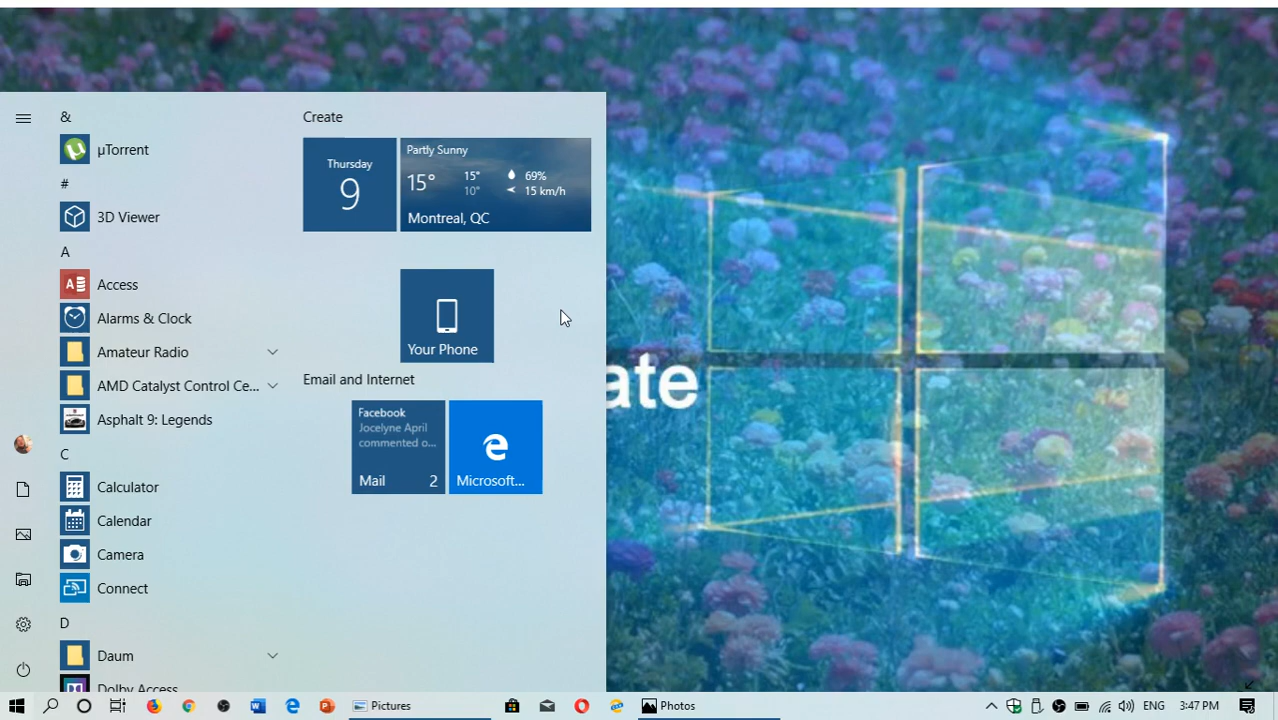 &
µTorrent
#
3D Viewer
A
Access
Alarms & Clock
Amateur Radio
AMD Catalyst Control Ce...
Asphalt 9: Legends
C
Calculator
Calendar
Camera
Connect
D
Daum
Dolby Access
Create
Thursday
9
Partly Sunny
15°
15°
10°
69%
15 km/h
Montreal, QC
Your Phone
Email and Internet
Facebook
Jocelyne April
commented o...
Mail 2
Microsoft...
ate
Pictures
Photos
ENG
3:47 PM